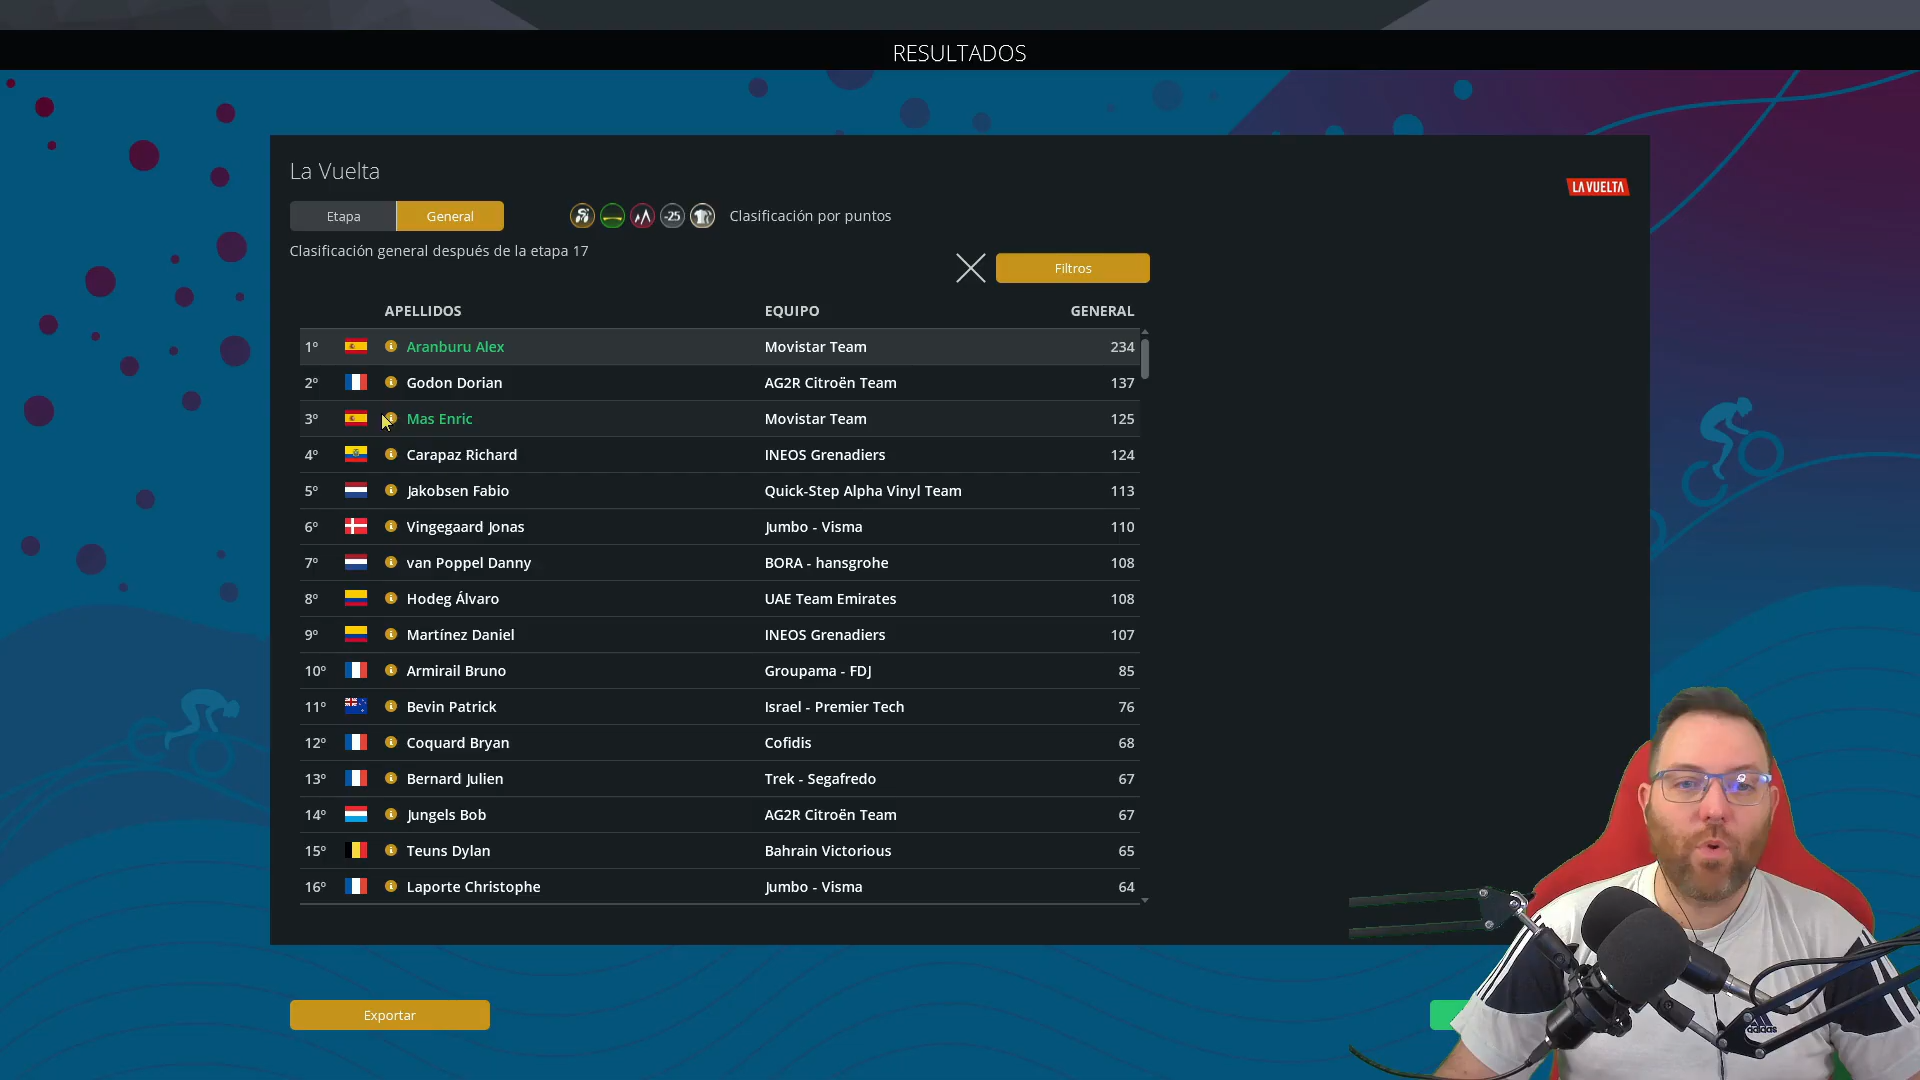 RESULTADOS
La Vuelta
LA VUELTA
Etapa General -25 Clasificación por puntos
Clasificación general después de la etapa 17
Filtros
APELLIDOS EQUIPO GENERAL
1º Aranburu Alex Movistar Team 234
2º Godon Dorian AG2R Citroën Team 137
3º Mas Enric Movistar Team 125
4º Carapaz Richard INEOS Grenadiers 124
5º Jakobsen Fabio Quick-Step Alpha Vinyl Team 113
6º Vingegaard Jonas Jumbo - Visma 110
7º van Poppel Danny BORA - hansgrohe 108
8º Hodeg Álvaro UAE Team Emirates 108
9º Martínez Daniel INEOS Grenadiers 107
10º Armirail Bruno Groupama - FDJ 85
11º Bevin Patrick Israel - Premier Tech 76
12º Coquard Bryan Cofidis 68
13º Bernard Julien Trek - Segafredo 67
14º Jungels Bob AG2R Citroën Team 67
15º Teuns Dylan Bahrain Victorious 65
16º Laporte Christophe Jumbo - Visma 64
Exportar
adidas